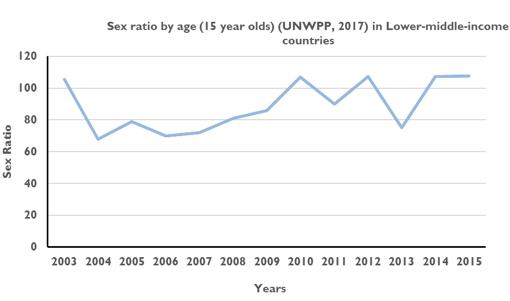 Sex ratio by age (15 year olds) (UNWPP, 2017) in Lower-middle-income
countries
120
100
80
60
40
20
0
Sex Ratio
2003 2004 2005 2006 2007 2008 2009 2010 2011 2012 2013 2014 2015
Years